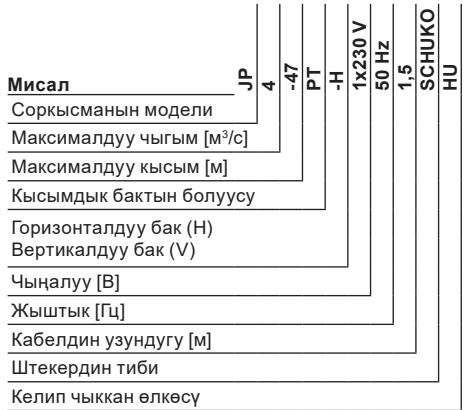 Мисал JP 4 -47 PT -H 1x230 V 50 Hz 1,5 SCHUKO HU
Соркысманын модели
Максималдуу чыгым [м³/с]
Максималдуу кысым [м]
Кысымдык бактын болуусу
Горизонталдуу бак (H)
Вертикалдуу бак (V)
Чыңалуу [В]
Жыштык [Гц]
Кабелдин узундугу [м]
Штекердин тиби
Келип чыккан өлкөсү